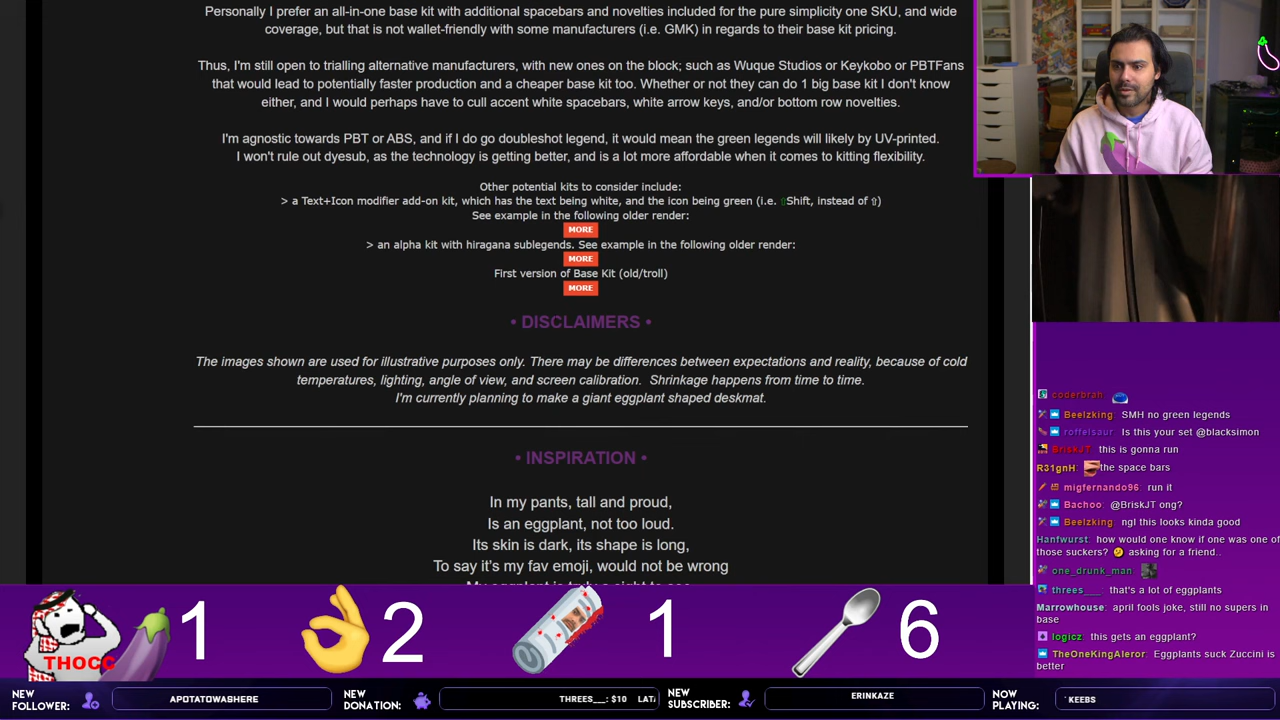 Personally I prefer an all-in-one base kit with additional spacebars and novelties included for the pure simplicity one SKU, and wide
coverage, but that is not wallet-friendly with some manufacturers (i.e. GMK) in regards to their base kit pricing.
Thus, I'm still open to trialling alternative manufacturers, with new ones on the block; such as Wuque Studios or Keykobo or PBTFans
that would lead to potentially faster production and a cheaper base kit too. Whether or not they can do 1 big base kit I don't know
either, and I would perhaps have to cull accent white spacebars, white arrow keys, and/or bottom row novelties.
I'm agnostic towards PBT or ABS, and if I do go doubleshot legend, it would mean the green legends will likely by UV-printed.
I won't rule out dyesub, as the technology is getting better, and is a lot more affordable when it comes to kitting flexibility.
Other potential kits to consider include:
> a Text+Icon modifier add-on kit, which has the text being white, and the icon being green (i.e. ⇧Shift, instead of ⇧)
See example in the following older render:
MORE
> an alpha kit with hiragana sublegends. See example in the following older render:
MORE
First version of Base Kit (old/troll)
MORE
• DISCLAIMERS •
The images shown are used for illustrative purposes only. There may be differences between expectations and reality, because of cold
temperatures, lighting, angle of view, and screen calibration. Shrinkage happens from time to time.
I'm currently planning to make a giant eggplant shaped deskmat.
• INSPIRATION •
In my pants, tall and proud,
Is an eggplant, not too loud.
Its skin is dark, its shape is long,
To say it's my fav emoji, would not be wrong
coderbran
Beelzking: SMH no green legends
roffelsaur: Is this your set @blacksimon
BriskJT: this is gonna run
R31gnH: the space bars
migfernando96: run it
Bachoo: @BriskJT ong?
Beelzking: ngl this looks kinda good
Hanfwurst: how would one know if one was one of
those suckers? 🤔 asking for a friend..
one_drunk_man:
threes___: that's a lot of eggplants
Marrowhouse: april fools joke, still no supers in
base
logicz: this gets an eggplant?
TheOneKingAleror: Eggplants suck Zuccini is
better
THOCC 1 2 1 6
NEW FOLLOWER: APOTATOWASHERE
NEW DONATION: THREES___: $10 LAT
NEW SUBSCRIBER: ERINKAZE
NOW PLAYING: ' KEEBS